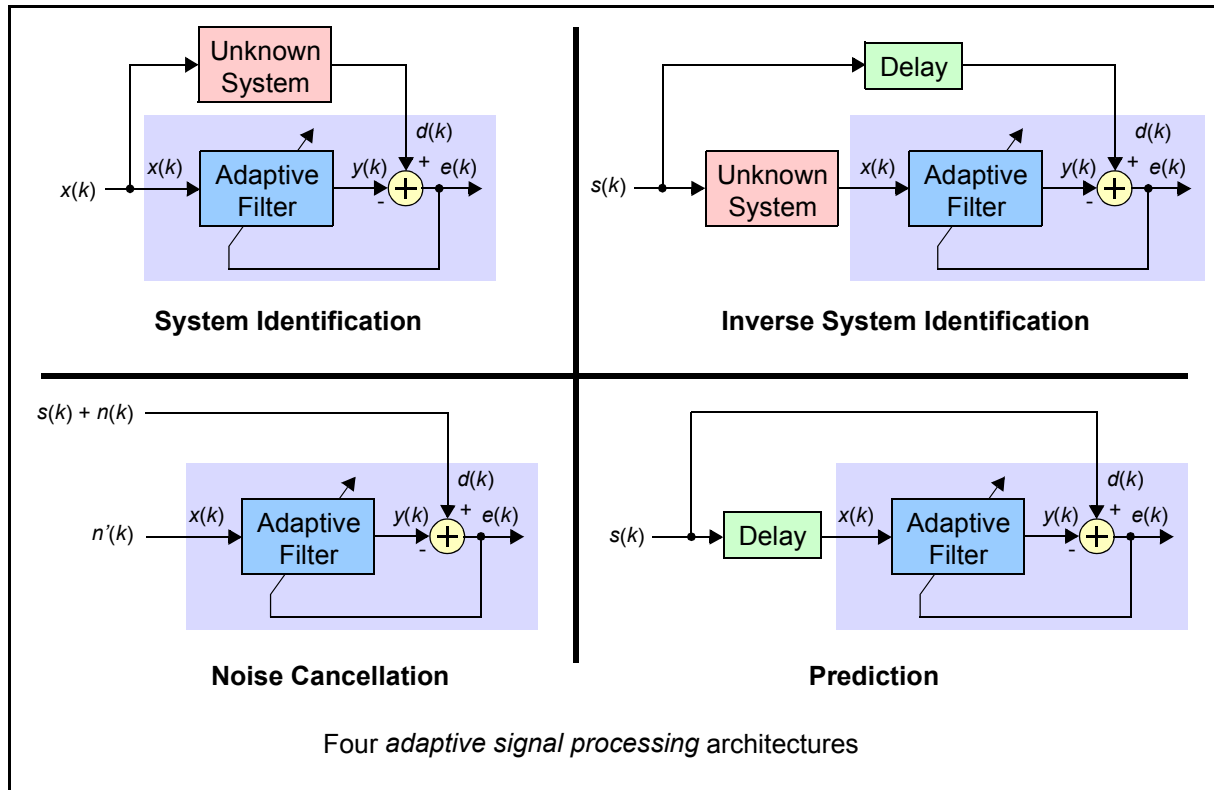 Unknown
System
d(k)
x(k)
x(k)
Adaptive
Filter
y(k)
+
-
+
e(k)
System Identification
Delay
d(k)
s(k)
Unknown
System
x(k)
Adaptive
Filter
y(k)
+
-
+
e(k)
Inverse System Identification
s(k) + n(k)
d(k)
n'(k)
x(k)
Adaptive
Filter
y(k)
+
-
+
e(k)
Noise Cancellation
d(k)
s(k)
Delay
x(k)
Adaptive
Filter
y(k)
+
-
+
e(k)
Prediction
Four adaptive signal processing architectures